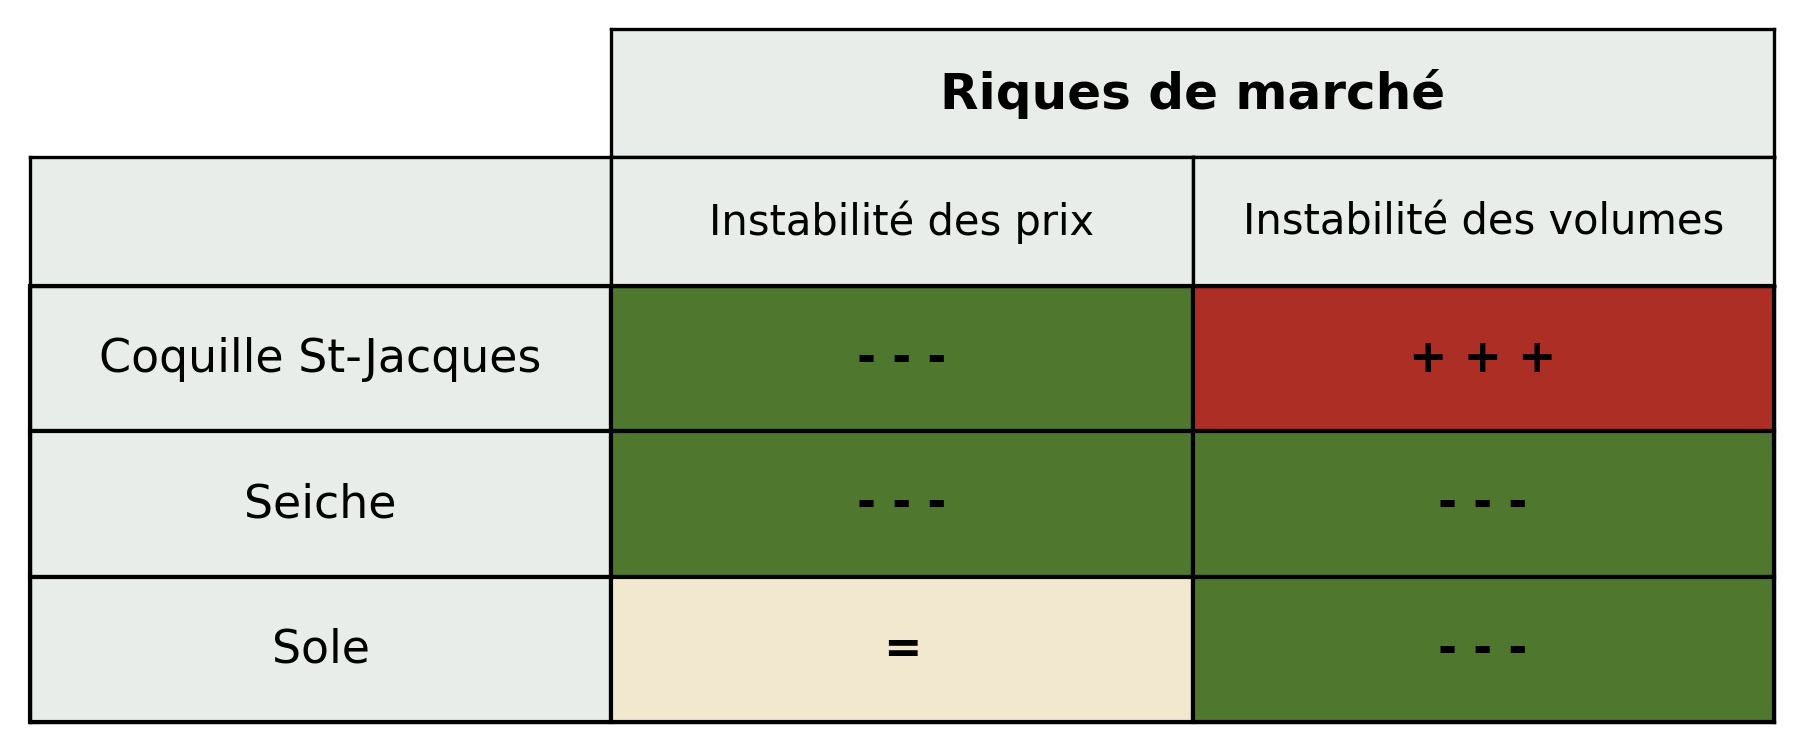 Riques de marché
Instabilité des prix Instabilité des volumes
Coquille St-Jacques - - - + + +
Seiche - - - - - -
Sole = - - -